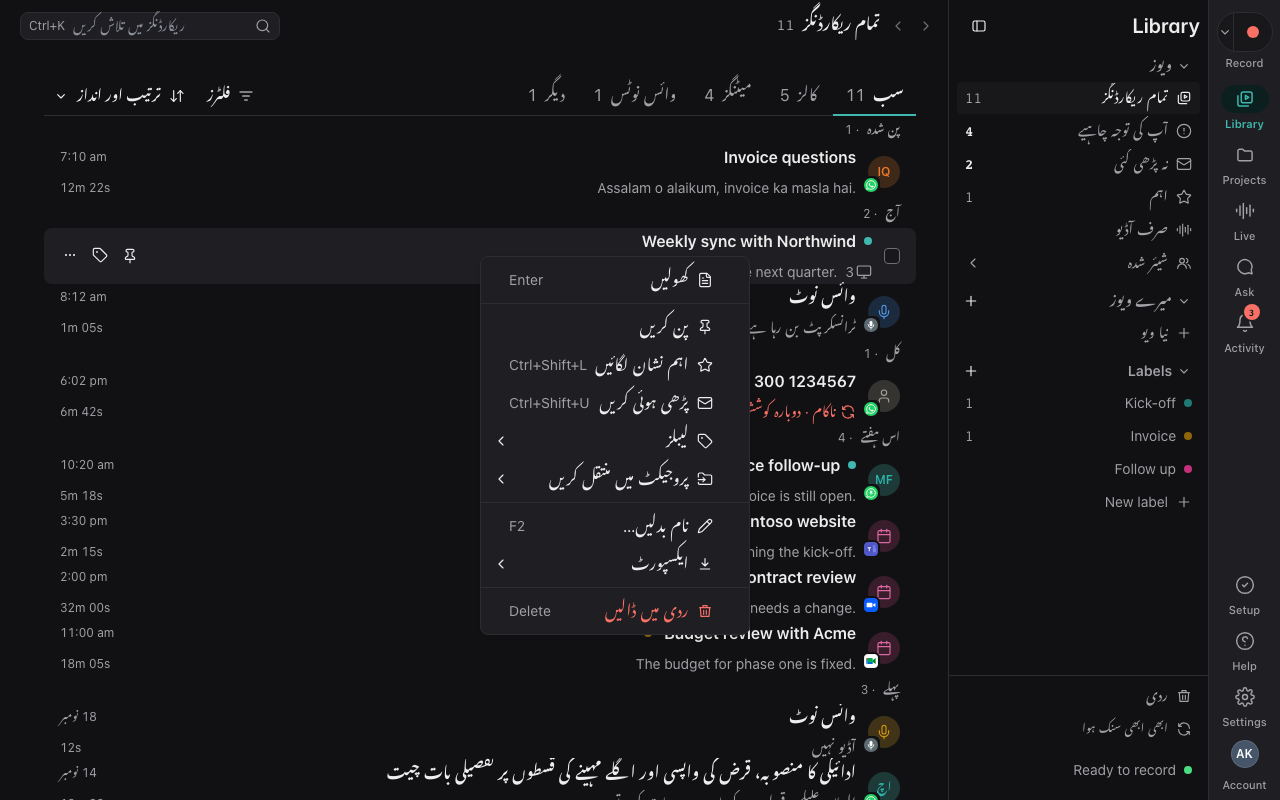 Record
Library
Projects
Live
Ask
3
Activity
Setup
Help
Settings
AK
Account
Library
ویوز
تمام ریکارڈنگز 11
آپ کی توجہ چاہیے 4
نہ پڑھی گئی 2
اہم 1
صرف آڈیو
شیئر شدہ
میرے ویوز
نیا ویو
Labels
Kick-off 1
Invoice 1
Follow up
New label
ردی
ابھی ابھی سنک ہوا
Ready to record
تمام ریکارڈنگز 11
ریکارڈنگز میں تلاش کریں Ctrl+K
سب 11
کالز 5
میٹنگز 4
وائس نوٹس 1
دیگر 1
فلٹرز
ترتیب اور انداز
پن شدہ · 1
IQ
Invoice questions
7:10 am
Assalam o alaikum, invoice ka masla hai.
12m 22s
آج · 2
Weekly sync with Northwind
3
next quarter.
وائس نوٹ
8:12 am
ٹرانسکرپٹ بن رہا ہے
1m 05s
کل · 1
300 1234567
6:02 pm
ناکام · دوبارہ
6m 42s
اس ہفتے · 4
MF
follow-up
10:20 am
is still open.
5m 18s
website
3:30 pm
the kick-off.
2m 15s
review
2:00 pm
needs a change.
32m 00s
Budget review with Acme
11:00 am
The budget for phase one is fixed.
18m 05s
پہلے · 3
وائس نوٹ
18 نومبر
آڈیو نہیں
12s
اچ
ادائیگی کا منصوبہ، قرض کی واپسی اور اگلے مہینے کی قسطوں پر تفصیلی بات چیت
14 نومبر
کھولیں Enter
پن کریں
اہم نشان لگائیں Ctrl+Shift+L
پڑھی ہوئی کریں Ctrl+Shift+U
لیبلز
پروجیکٹ میں منتقل کریں
نام بدلیں... F2
ایکسپورٹ
ردی میں ڈالیں Delete